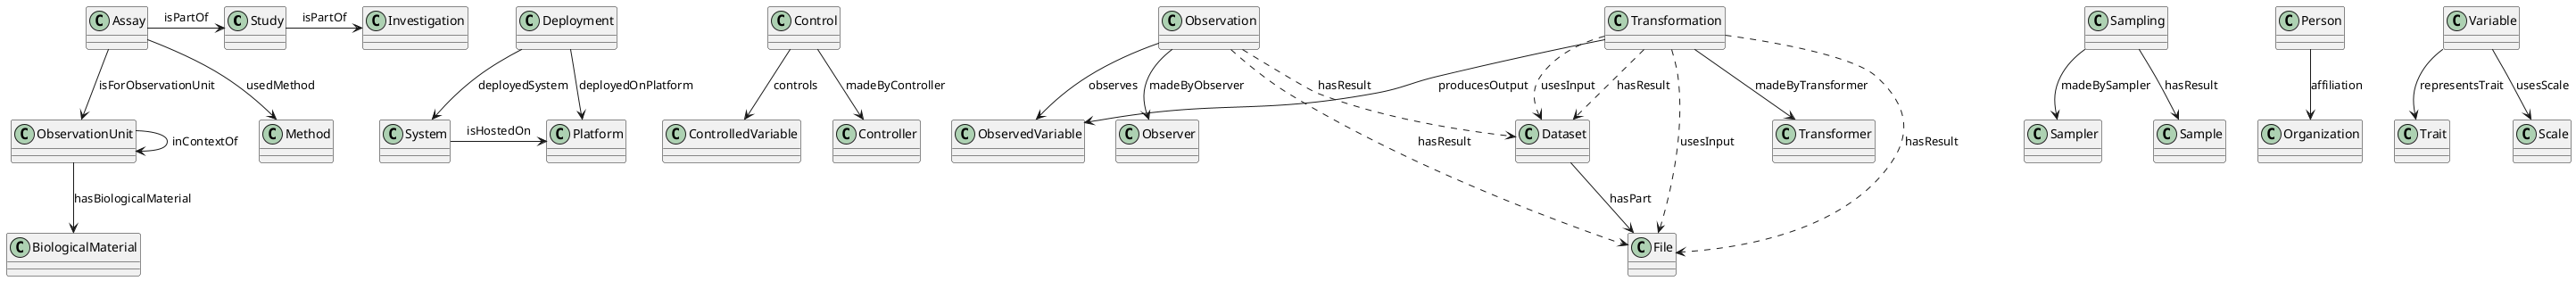 C Assay
isPartOf
C Study
isPartOf
C Investigation
C Deployment
C Control
C Observation
C Transformation
C Sampling
C Person
C Variable
isForObservationUnit
usedMethod
deployedSystem
deployedOnPlatform
controls
madeByController
observes
madeByObserver
hasResult
producesOutput
usesInput
hasResult
madeByTransformer
madeBySampler
hasResult
affiliation
representsTrait
usesScale
C ObservationUnit
inContextOf
C Method
C System
isHostedOn
C Platform
C ControlledVariable
C Controller
C ObservedVariable
C Observer
hasResult
C Dataset
usesInput
C Transformer
hasResult
C Sampler
C Sample
C Organization
C Trait
C Scale
hasBiologicalMaterial
hasPart
C BiologicalMaterial
C File